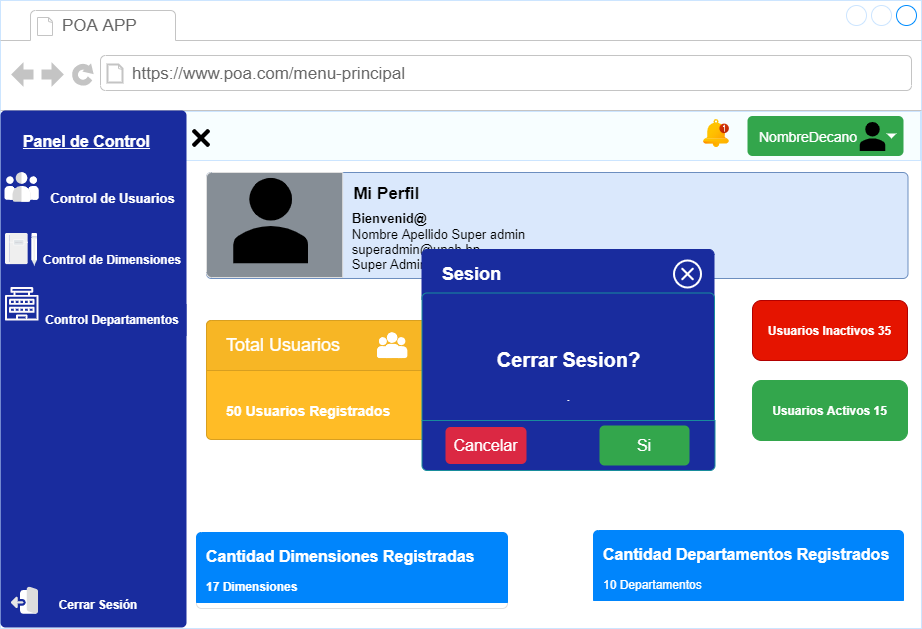 POA APP
https://www.poa.com/menu-principal
Panel de Control
1
NombreDecano
Control de Usuarios
Control de Dimensiones
Control Departamentos
Cerrar Sesión
Mi Perfil
Bienvenid@
Nombre Apellido Super admin
superadmin@unah.hn
Super Admin
Sesion
Cerrar Sesion?
.
Cancelar
Si
Total Usuarios
50 Usuarios Registrados
Usuarios Inactivos 35
Usuarios Activos 15
Cantidad Dimensiones Registradas
17 Dimensiones
Cantidad Departamentos Registrados
10 Departamentos